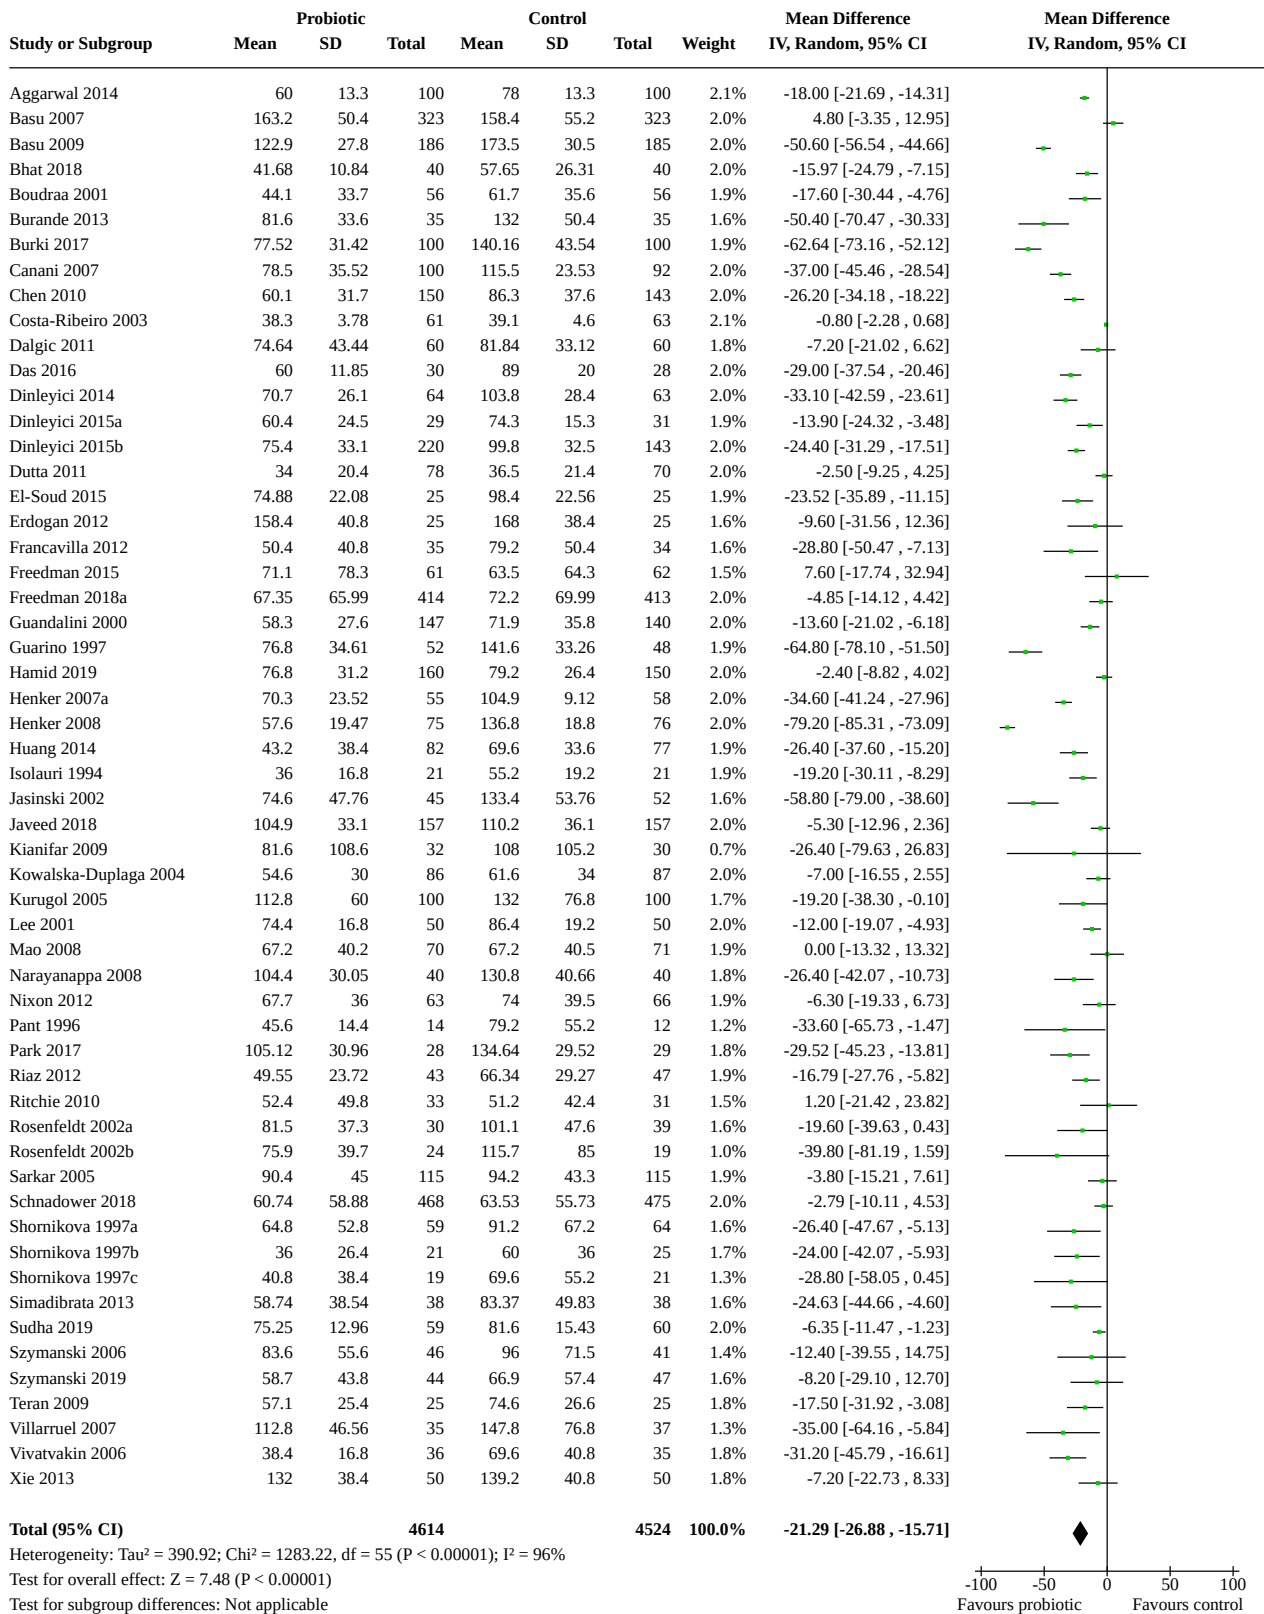 Probiotic Control Mean Difference Mean Difference
Study or Subgroup Mean SD Total Mean SD Total Weight IV, Random, 95% CI IV, Random, 95% CI
Aggarwal 2014 60 13.3 100 78 13.3 100 2.1% -18.00 [-21.69 , -14.31]
Basu 2007 163.2 50.4 323 158.4 55.2 323 2.0% 4.80 [-3.35 , 12.95]
Basu 2009 122.9 27.8 186 173.5 30.5 185 2.0% -50.60 [-56.54 , -44.66]
Bhat 2018 41.68 10.84 40 57.65 26.31 40 2.0% -15.97 [-24.79 , -7.15]
Boudraa 2001 44.1 33.7 56 61.7 35.6 56 1.9% -17.60 [-30.44 , -4.76]
Burande 2013 81.6 33.6 35 132 50.4 35 1.6% -50.40 [-70.47 , -30.33]
Burki 2017 77.52 31.42 100 140.16 43.54 100 1.9% -62.64 [-73.16 , -52.12]
Canani 2007 78.5 35.52 100 115.5 23.53 92 2.0% -37.00 [-45.46 , -28.54]
Chen 2010 60.1 31.7 150 86.3 37.6 143 2.0% -26.20 [-34.18 , -18.22]
Costa-Ribeiro 2003 38.3 3.78 61 39.1 4.6 63 2.1% -0.80 [-2.28 , 0.68]
Dalgic 2011 74.64 43.44 60 81.84 33.12 60 1.8% -7.20 [-21.02 , 6.62]
Das 2016 60 11.85 30 89 20 28 2.0% -29.00 [-37.54 , -20.46]
Dinleyici 2014 70.7 26.1 64 103.8 28.4 63 2.0% -33.10 [-42.59 , -23.61]
Dinleyici 2015a 60.4 24.5 29 74.3 15.3 31 1.9% -13.90 [-24.32 , -3.48]
Dinleyici 2015b 75.4 33.1 220 99.8 32.5 143 2.0% -24.40 [-31.29 , -17.51]
Dutta 2011 34 20.4 78 36.5 21.4 70 2.0% -2.50 [-9.25 , 4.25]
El-Soud 2015 74.88 22.08 25 98.4 22.56 25 1.9% -23.52 [-35.89 , -11.15]
Erdogan 2012 158.4 40.8 25 168 38.4 25 1.6% -9.60 [-31.56 , 12.36]
Francavilla 2012 50.4 40.8 35 79.2 50.4 34 1.6% -28.80 [-50.47 , -7.13]
Freedman 2015 71.1 78.3 61 63.5 64.3 62 1.5% 7.60 [-17.74 , 32.94]
Freedman 2018a 67.35 65.99 414 72.2 69.99 413 2.0% -4.85 [-14.12 , 4.42]
Guandalini 2000 58.3 27.6 147 71.9 35.8 140 2.0% -13.60 [-21.02 , -6.18]
Guarino 1997 76.8 34.61 52 141.6 33.26 48 1.9% -64.80 [-78.10 , -51.50]
Hamid 2019 76.8 31.2 160 79.2 26.4 150 2.0% -2.40 [-8.82 , 4.02]
Henker 2007a 70.3 23.52 55 104.9 9.12 58 2.0% -34.60 [-41.24 , -27.96]
Henker 2008 57.6 19.47 75 136.8 18.8 76 2.0% -79.20 [-85.31 , -73.09]
Huang 2014 43.2 38.4 82 69.6 33.6 77 1.9% -26.40 [-37.60 , -15.20]
Isolauri 1994 36 16.8 21 55.2 19.2 21 1.9% -19.20 [-30.11 , -8.29]
Jasinski 2002 74.6 47.76 45 133.4 53.76 52 1.6% -58.80 [-79.00 , -38.60]
Javeed 2018 104.9 33.1 157 110.2 36.1 157 2.0% -5.30 [-12.96 , 2.36]
Kianifar 2009 81.6 108.6 32 108 105.2 30 0.7% -26.40 [-79.63 , 26.83]
Kowalska-Duplaga 2004 54.6 30 86 61.6 34 87 2.0% -7.00 [-16.55 , 2.55]
Kurugol 2005 112.8 60 100 132 76.8 100 1.7% -19.20 [-38.30 , -0.10]
Lee 2001 74.4 16.8 50 86.4 19.2 50 2.0% -12.00 [-19.07 , -4.93]
Mao 2008 67.2 40.2 70 67.2 40.5 71 1.9% 0.00 [-13.32 , 13.32]
Narayanappa 2008 104.4 30.05 40 130.8 40.66 40 1.8% -26.40 [-42.07 , -10.73]
Nixon 2012 67.7 36 63 74 39.5 66 1.9% -6.30 [-19.33 , 6.73]
Pant 1996 45.6 14.4 14 79.2 55.2 12 1.2% -33.60 [-65.73 , -1.47]
Park 2017 105.12 30.96 28 134.64 29.52 29 1.8% -29.52 [-45.23 , -13.81]
Riaz 2012 49.55 23.72 43 66.34 29.27 47 1.9% -16.79 [-27.76 , -5.82]
Ritchie 2010 52.4 49.8 33 51.2 42.4 31 1.5% 1.20 [-21.42 , 23.82]
Rosenfeldt 2002a 81.5 37.3 30 101.1 47.6 39 1.6% -19.60 [-39.63 , 0.43]
Rosenfeldt 2002b 75.9 39.7 24 115.7 85 19 1.0% -39.80 [-81.19 , 1.59]
Sarkar 2005 90.4 45 115 94.2 43.3 115 1.9% -3.80 [-15.21 , 7.61]
Schnadower 2018 60.74 58.88 468 63.53 55.73 475 2.0% -2.79 [-10.11 , 4.53]
Shornikova 1997a 64.8 52.8 59 91.2 67.2 64 1.6% -26.40 [-47.67 , -5.13]
Shornikova 1997b 36 26.4 21 60 36 25 1.7% -24.00 [-42.07 , -5.93]
Shornikova 1997c 40.8 38.4 19 69.6 55.2 21 1.3% -28.80 [-58.05 , 0.45]
Simadibrata 2013 58.74 38.54 38 83.37 49.83 38 1.6% -24.63 [-44.66 , -4.60]
Sudha 2019 75.25 12.96 59 81.6 15.43 60 2.0% -6.35 [-11.47 , -1.23]
Szymanski 2006 83.6 55.6 46 96 71.5 41 1.4% -12.40 [-39.55 , 14.75]
Szymanski 2019 58.7 43.8 44 66.9 57.4 47 1.6% -8.20 [-29.10 , 12.70]
Teran 2009 57.1 25.4 25 74.6 26.6 25 1.8% -17.50 [-31.92 , -3.08]
Villarruel 2007 112.8 46.56 35 147.8 76.8 37 1.3% -35.00 [-64.16 , -5.84]
Vivatvakin 2006 38.4 16.8 36 69.6 40.8 35 1.8% -31.20 [-45.79 , -16.61]
Xie 2013 132 38.4 50 139.2 40.8 50 1.8% -7.20 [-22.73 , 8.33]
Total (95% CI) 4614 4524 100.0% -21.29 [-26.88 , -15.71]
Heterogeneity: Tau² = 390.92; Chi² = 1283.22, df = 55 (P < 0.00001); I² = 96%
Test for overall effect: Z = 7.48 (P < 0.00001)
Test for subgroup differences: Not applicable
-100 -50 0 50 100
Favours probiotic Favours control